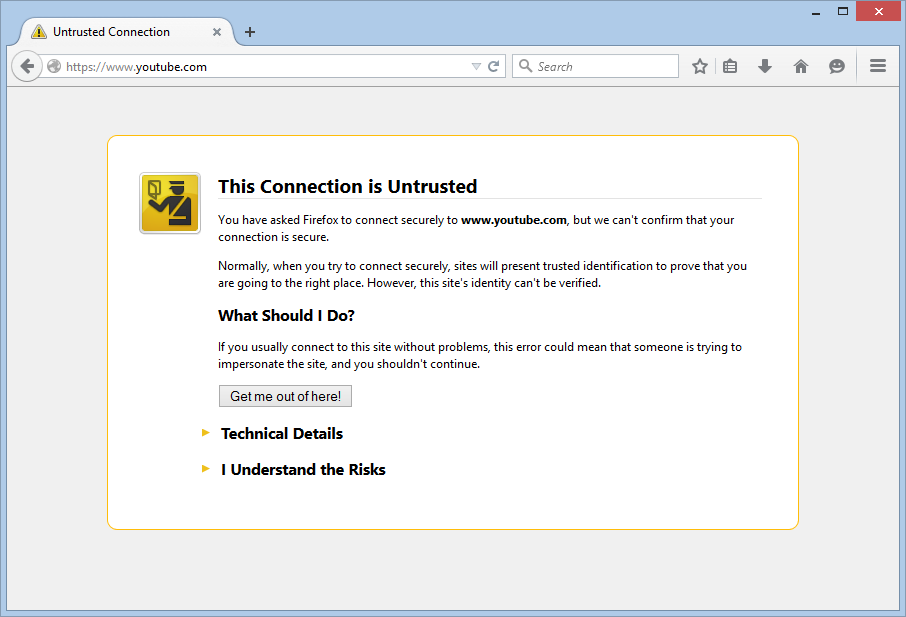 Untrusted Connection
https://www.youtube.com
Search
This Connection is Untrusted
You have asked Firefox to connect securely to www.youtube.com, but we can't confirm that your
connection is secure.
Normally, when you try to connect securely, sites will present trusted identification to prove that you
are going to the right place. However, this site's identity can't be verified.
What Should I Do?
If you usually connect to this site without problems, this error could mean that someone is trying to
impersonate the site, and you shouldn't continue.
Get me out of here!
Technical Details
I Understand the Risks